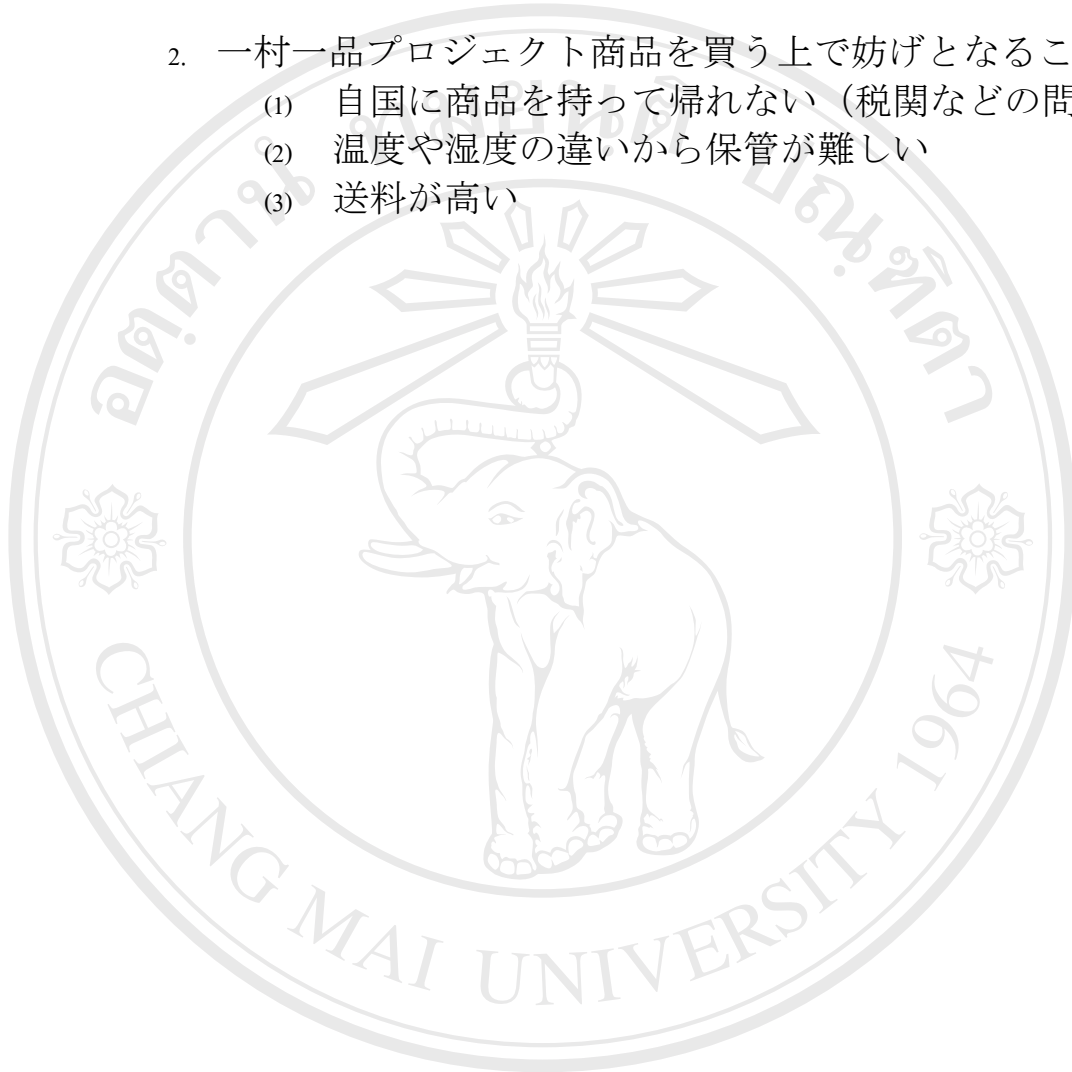 2. 一村一品プロジェクト商品を買う上で妨げとなるこ
(1) 自国に商品を持って帰れない（税関などの問
(2) 温度や湿度の違いから保管が難しい
(3) 送料が高い
CHIANG MAI UNIVERSITY 1964